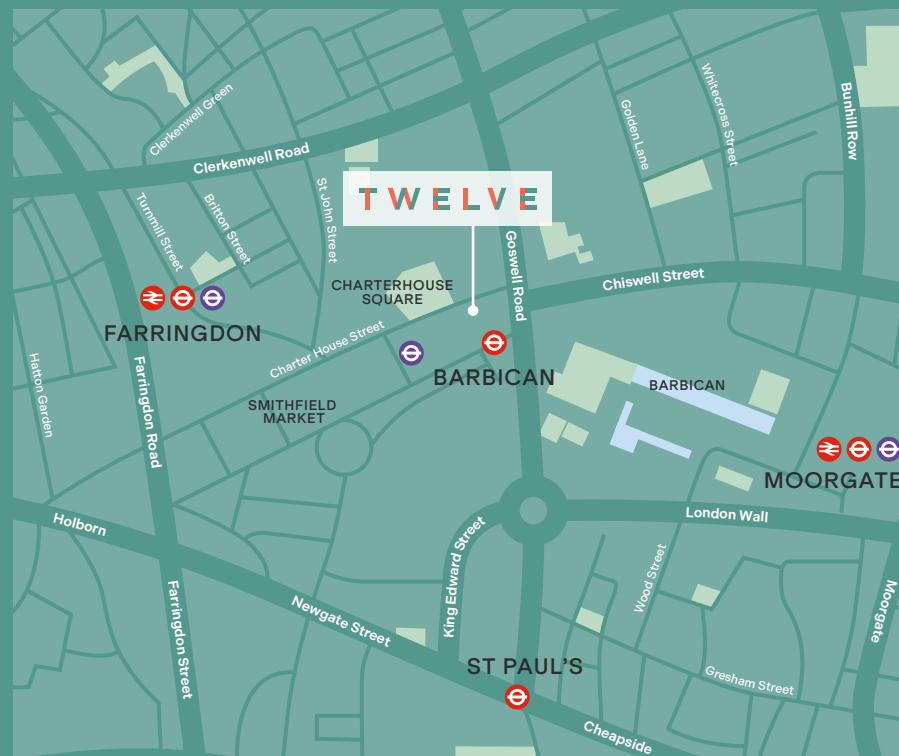 Clerkenwell Green
Clerkenwell Road
Whitecross Street
Golden Lane
Bunhill Row
Turnmill Street
Britton Street
St John Street
TWELVE
Goswell Road
Chiswell Street
CHARTERHOUSE
SQUARE
FARRINGDON
Charter House Street
BARBICAN
BARBICAN
Hatton Garden
Farringdon Road
SMITHFIELD
MARKET
MOORGATE
Holborn
London Wall
King Edward Street
Wood Street
Moorgate
Farringdon Street
Newgate Street
ST PAUL'S
Gresham Street
Cheapside